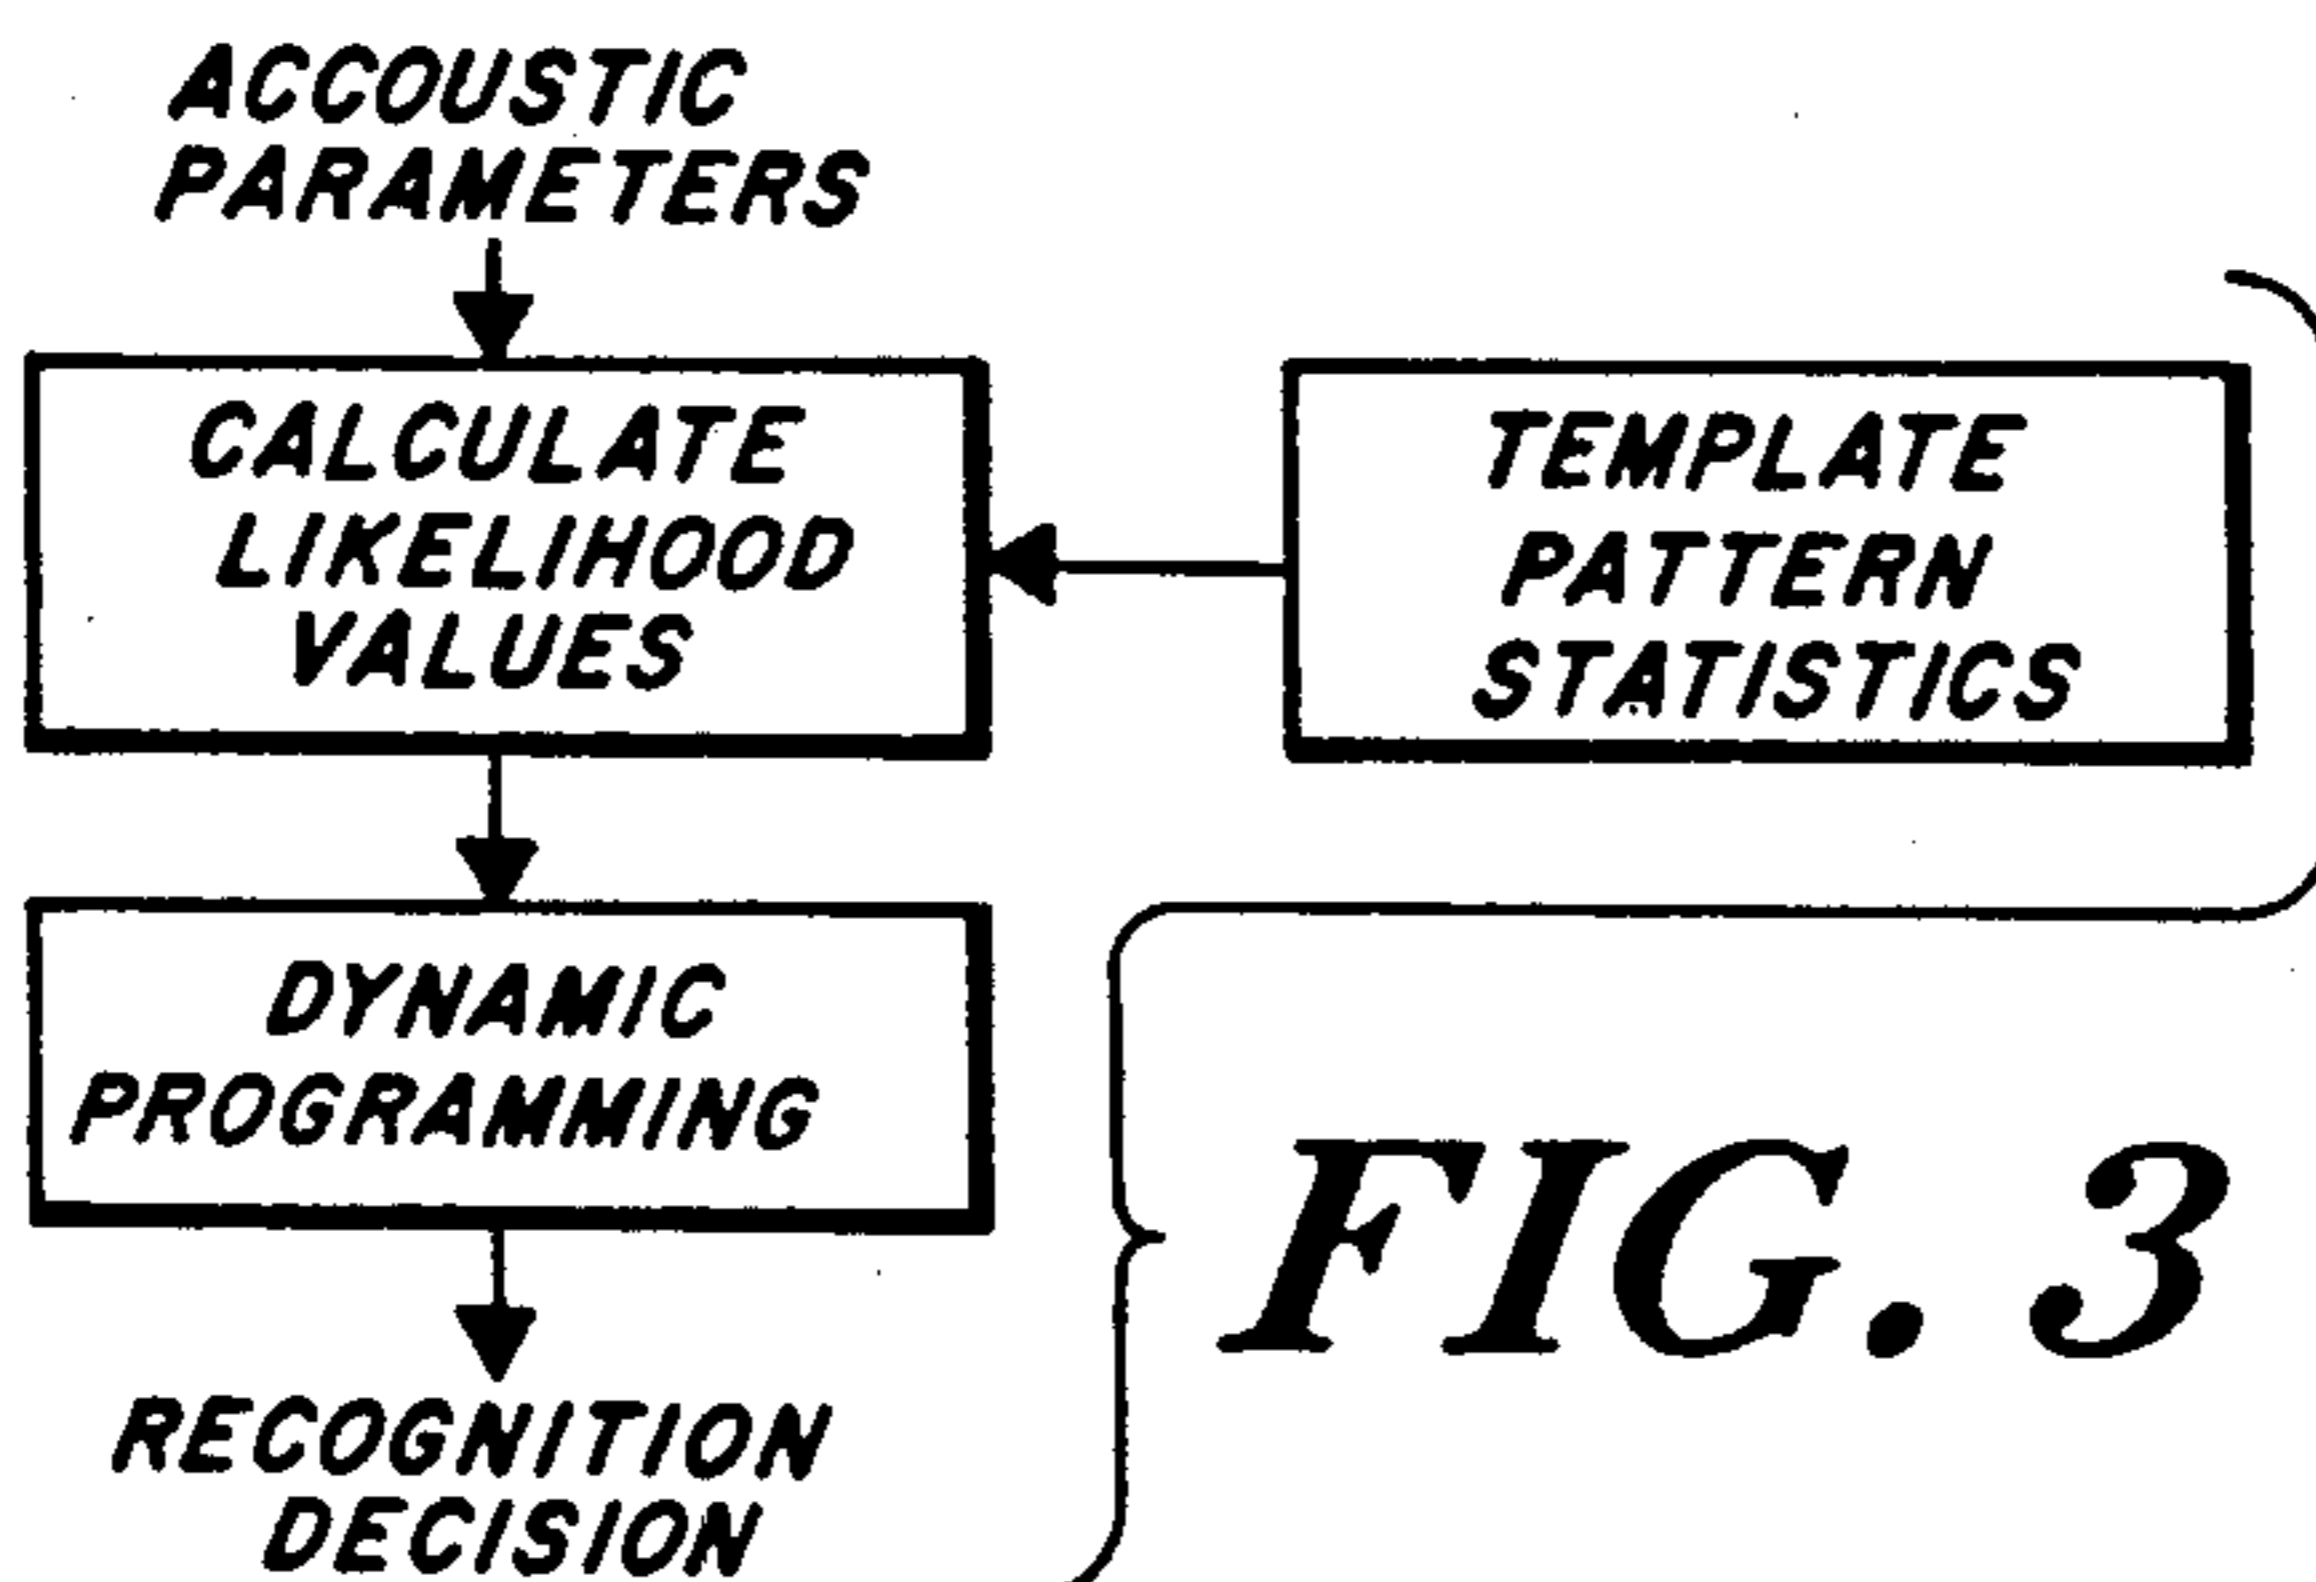 ACCOUSTIC
PARAMETERS
CALCULATE
LIKELIHOOD
VALUES
TEMPLATE
PATTERN
STATISTICS
DYNAMIC
PROGRAMMING
RECOGNITION
DECISION
FIG. 3